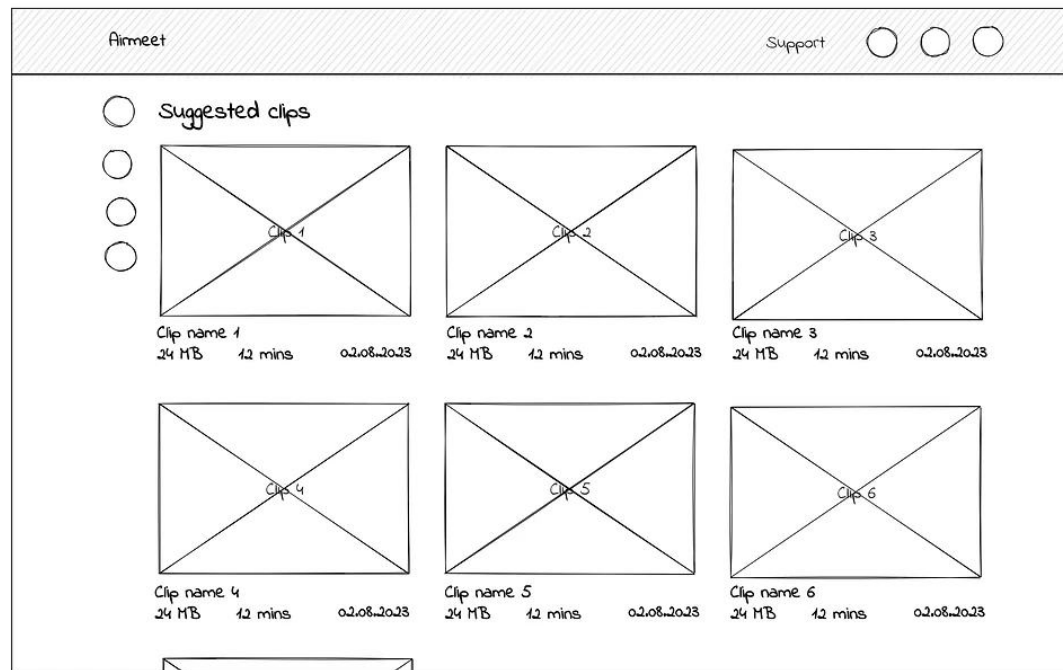 Airmeet
Support
Suggested clips
Clip 1
Clip 2
Clip 3
Clip name 1
24 MB 12 mins 02.08.2023
Clip name 2
24 MB 12 mins 02.08.2023
Clip name 3
24 MB 12 mins 02.08.2023
Clip 4
Clip 5
Clip 6
Clip name 4
24 MB 12 mins 02.08.2023
Clip name 5
24 MB 12 mins 02.08.2023
Clip name 6
24 MB 12 mins 02.08.2023